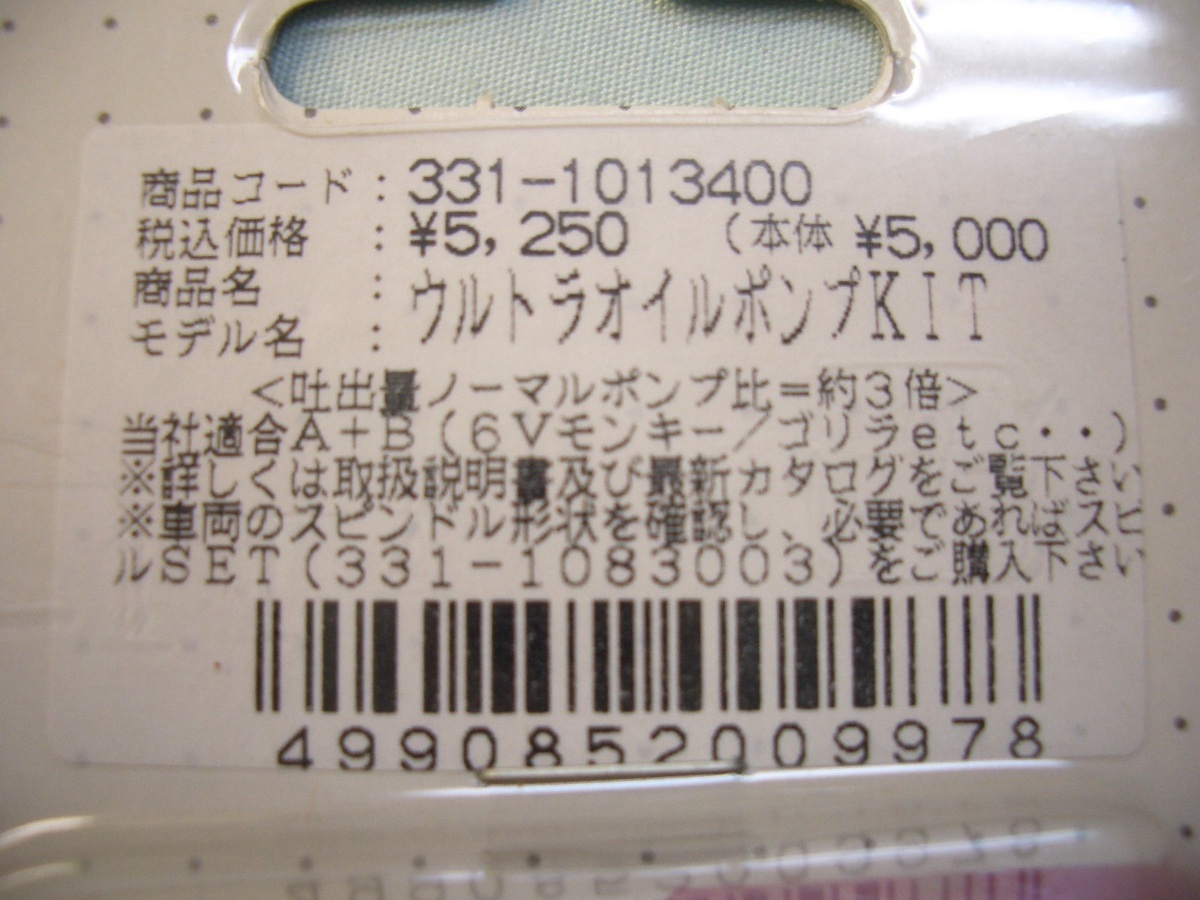 商品コード：331-1013400
税込価格　：¥5,250　（本体 ¥5,000
商品名　　：ウルトラオイルポンプKIT
モデル名　：
＜吐出量ノーマルポンプ比＝約3倍＞
当社適合A＋B（6Vモンキー／ゴリラetc・・）
※詳しくは取扱説明書及び最新カタログをご覧下さい
※車両のスピンドル形状を確認し、必要であればスピ
ルSET（331-1083003）をご購入下さい
4990852009978